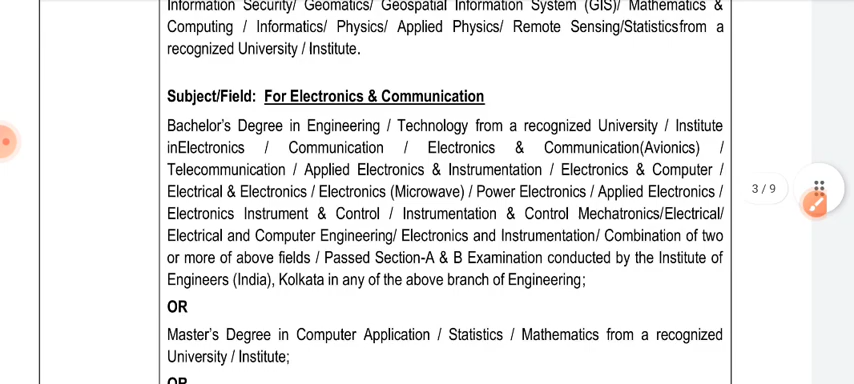 Information Security/ Geomatics/ Geospatial Information System (GIS)/ Mathematics &
Computing / Informatics/ Physics/ Applied Physics/ Remote Sensing/Statisticsfrom a
recognized University / Institute.
Subject/Field: For Electronics & Communication
Bachelor's Degree in Engineering / Technology from a recognized University / Institute
inElectronics / Communication / Electronics & Communication(Avionics) /
Telecommunication / Applied Electronics & Instrumentation / Electronics & Computer /
Electrical & Electronics / Electronics (Microwave) / Power Electronics / Applied Electronics /
Electronics Instrument & Control / Instrumentation & Control Mechatronics/Electrical/
Electrical and Computer Engineering/ Electronics and Instrumentation/ Combination of two
or more of above fields / Passed Section-A & B Examination conducted by the Institute of
Engineers (India), Kolkata in any of the above branch of Engineering;
OR
Master's Degree in Computer Application / Statistics / Mathematics from a recognized
University / Institute;
OR
3 / 9